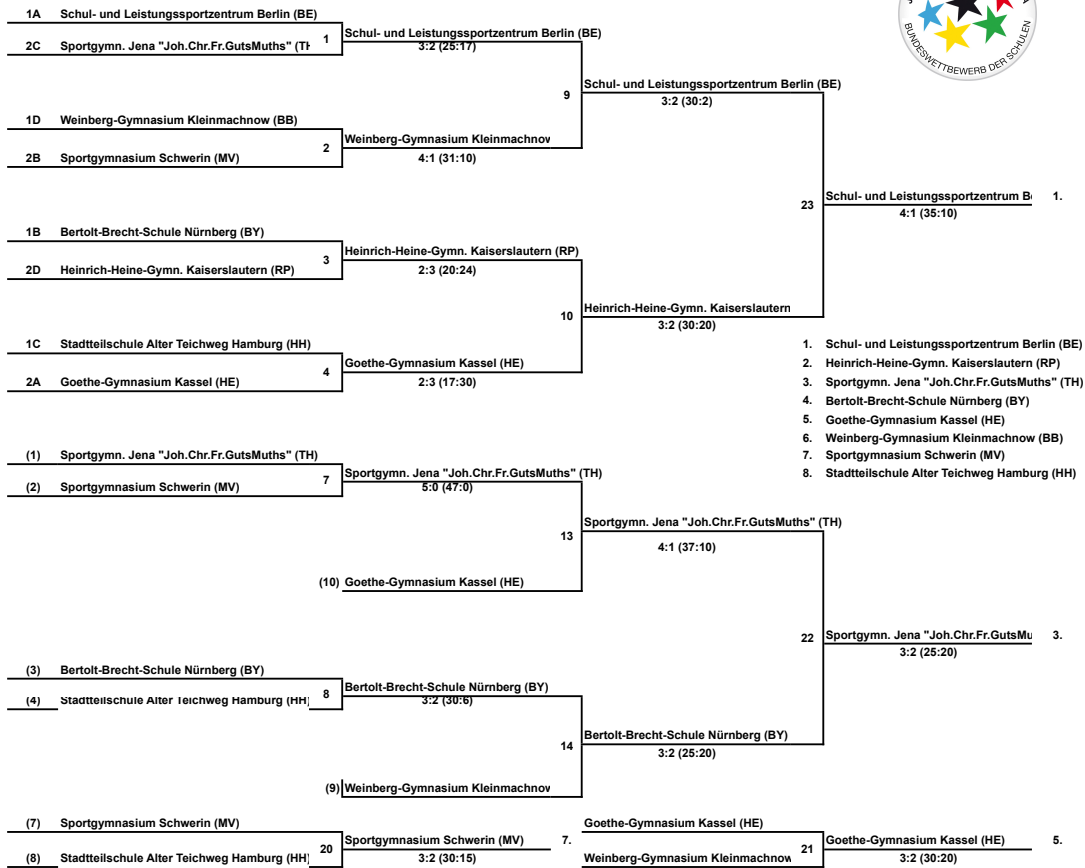 BUNDESWETTBEWERB DER SCHULEN
1A Schul- und Leistungssportzentrum Berlin (BE)
1 Schul- und Leistungssportzentrum Berlin (BE)
2C Sportgymn. Jena "Joh.Chr.Fr.GutsMuths" (TH
3:2 (25:17)
9 Schul- und Leistungssportzentrum Berlin (BE)
3:2 (30:2)
1D Weinberg-Gymnasium Kleinmachnow (BB)
2 Weinberg-Gymnasium Kleinmachnow
2B Sportgymnasium Schwerin (MV)
4:1 (31:10)
23 Schul- und Leistungssportzentrum B 1.
4:1 (35:10)
1B Bertolt-Brecht-Schule Nürnberg (BY)
3 Heinrich-Heine-Gymn. Kaiserslautern (RP)
2D Heinrich-Heine-Gymn. Kaiserslautern (RP)
2:3 (20:24)
10 Heinrich-Heine-Gymn. Kaiserslautern
3:2 (30:20)
1C Stadtteilschule Alter Teichweg Hamburg (HH)
4 Goethe-Gymnasium Kassel (HE)
2A Goethe-Gymnasium Kassel (HE)
2:3 (17:30)
1. Schul- und Leistungssportzentrum Berlin (BE)
2. Heinrich-Heine-Gymn. Kaiserslautern (RP)
3. Sportgymn. Jena "Joh.Chr.Fr.GutsMuths" (TH)
4. Bertolt-Brecht-Schule Nürnberg (BY)
5. Goethe-Gymnasium Kassel (HE)
6. Weinberg-Gymnasium Kleinmachnow (BB)
7. Sportgymnasium Schwerin (MV)
8. Stadtteilschule Alter Teichweg Hamburg (HH)
(1) Sportgymn. Jena "Joh.Chr.Fr.GutsMuths" (TH)
7 Sportgymn. Jena "Joh.Chr.Fr.GutsMuths" (TH)
(2) Sportgymnasium Schwerin (MV)
5:0 (47:0)
13 Sportgymn. Jena "Joh.Chr.Fr.GutsMuths" (TH)
4:1 (37:10)
(10) Goethe-Gymnasium Kassel (HE)
22 Sportgymn. Jena "Joh.Chr.Fr.GutsMu 3.
3:2 (25:20)
(3) Bertolt-Brecht-Schule Nürnberg (BY)
8 Bertolt-Brecht-Schule Nürnberg (BY)
(4) Stadtteilschule Alter Teichweg Hamburg (HH)
3:2 (30:6)
14 Bertolt-Brecht-Schule Nürnberg (BY)
3:2 (25:20)
(9) Weinberg-Gymnasium Kleinmachnow
(7) Sportgymnasium Schwerin (MV)
20 Sportgymnasium Schwerin (MV) 7.
(8) Stadtteilschule Alter Teichweg Hamburg (HH)
3:2 (30:15)
Goethe-Gymnasium Kassel (HE)
21 Goethe-Gymnasium Kassel (HE) 5.
Weinberg-Gymnasium Kleinmachnow
3:2 (30:20)